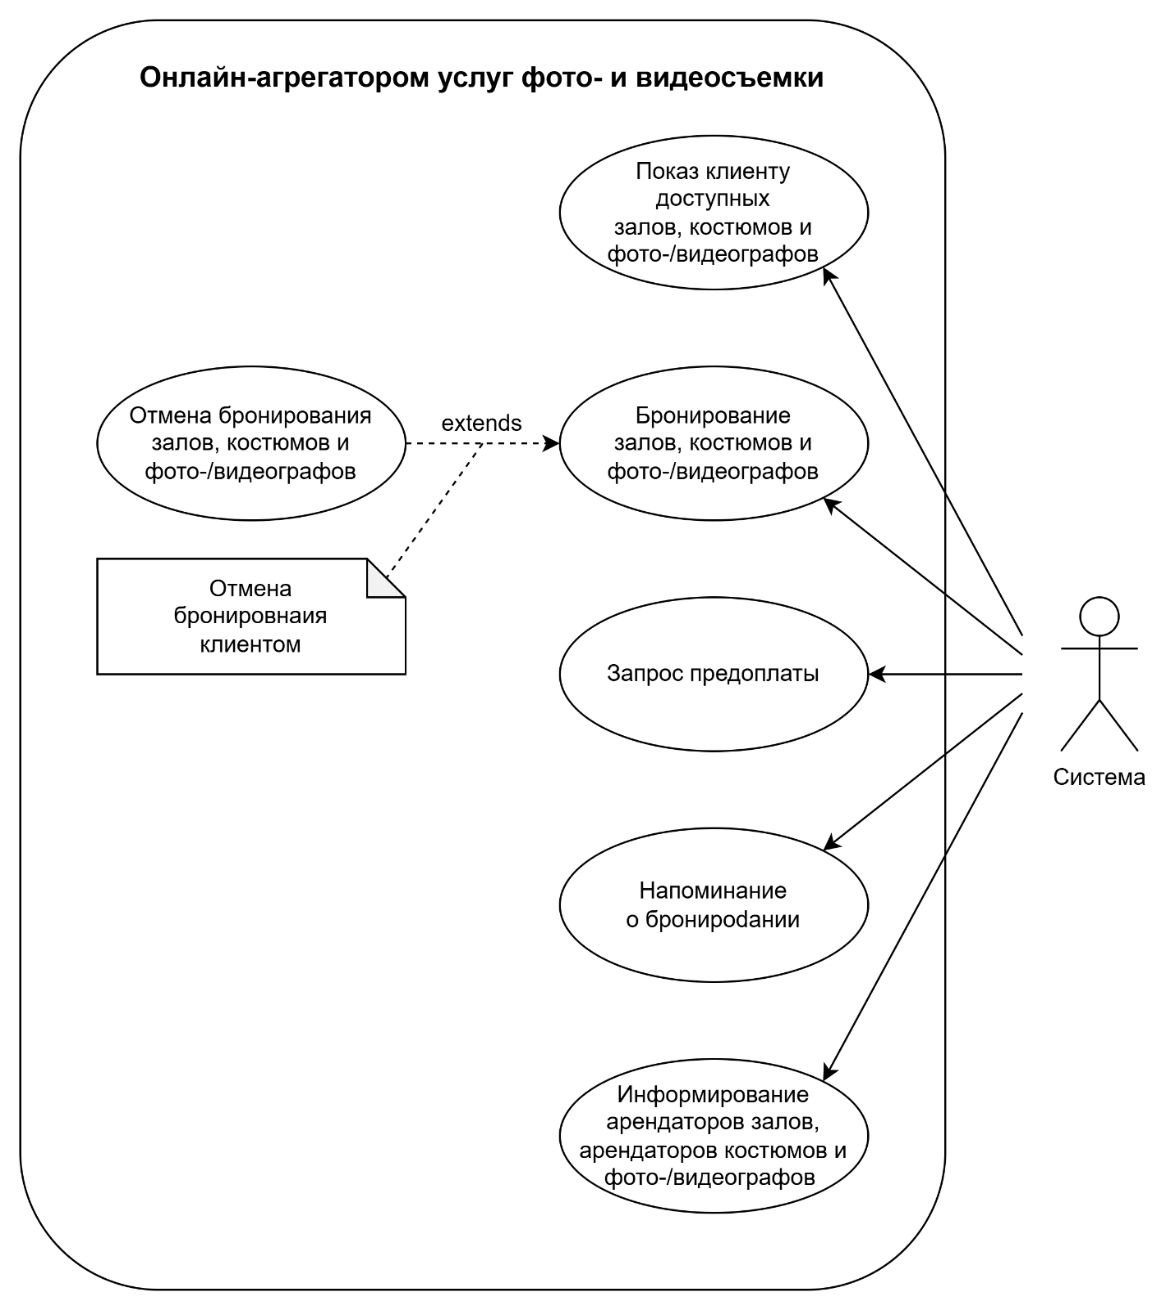 Онлайн-агрегатором услуг фото- и видеосъемки
Показ клиенту
доступных
залов, костюмов и
фото-/видеографов
Отмена бронирования
залов, костюмов и
фото-/видеографов
extends
Бронирование
залов, костюмов и
фото-/видеографов
Отмена
бронировнаия
клиентом
Запрос предоплаты
Система
Напоминание
о бронироdании
Информирование
арендаторов залов,
арендаторов костюмов и
фото-/видеографов